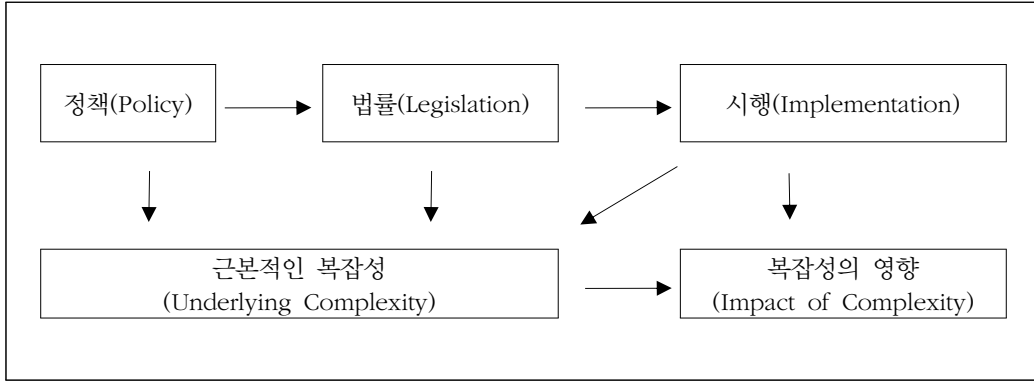 정책(Policy)
법률(Legislation)
시행(Implementation)
근본적인 복잡성
(Underlying Complexity)
복잡성의 영향
(Impact of Complexity)